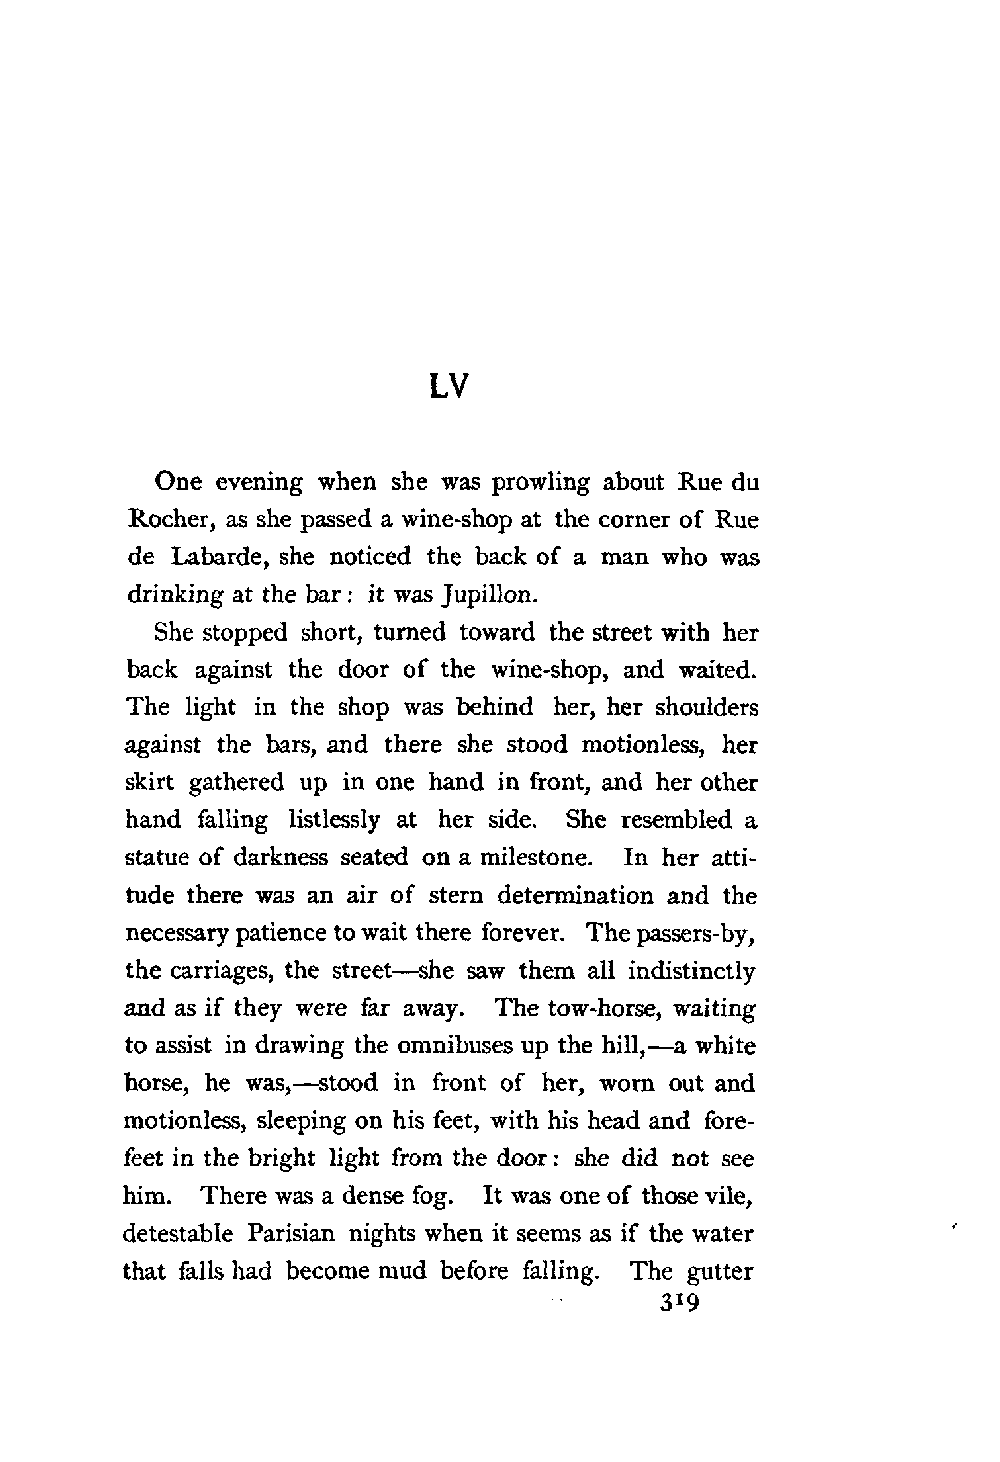 LV
One evening when she was prowling about Rue du
Rocher, as she passed a wine-shop at the corner of Rue
de Labarde, she noticed the back of a man who was
drinking at the bar: it was Jupillon.
She stopped short, turned toward the street with her
back against the door of the wine-shop, and waited.
The light in the shop was behind her, her shoulders
against the bars, and there she stood motionless, her
skirt gathered up in one hand in front, and her other
hand falling listlessly at her side. She resembled a
statue of darkness seated on a milestone. In her atti-
tude there was an air of stern determination and the
necessary patience to wait there forever. The passers-by,
the carriages, the street—she saw them all indistinctly
and as if they were far away. The tow-horse, waiting
to assist in drawing the omnibuses up the hill,—a white
horse, he was,—stood in front of her, worn out and
motionless, sleeping on his feet, with his head and fore-
feet in the bright light from the door: she did not see
him. There was a dense fog. It was one of those vile,
detestable Parisian nights when it seems as if the water
that falls had become mud before falling. The gutter
319